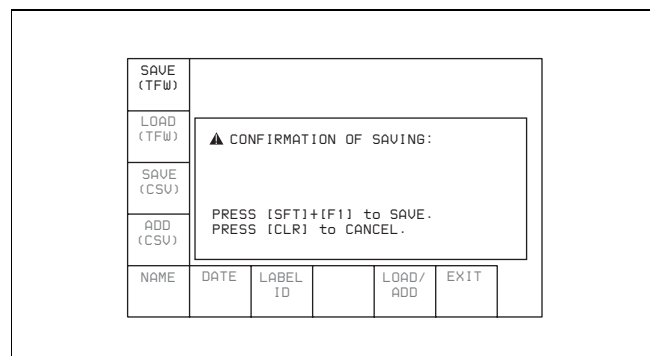 SAVE
(TFW)
LOAD
(TFW)
SAVE
(CSV)
ADD
(CSV)
⚠ CONFIRMATION OF SAVING:
PRESS [SFT]+[F1] to SAVE.
PRESS [CLR] to CANCEL.
NAME
DATE
LABEL
ID
LOAD/
ADD
EXIT